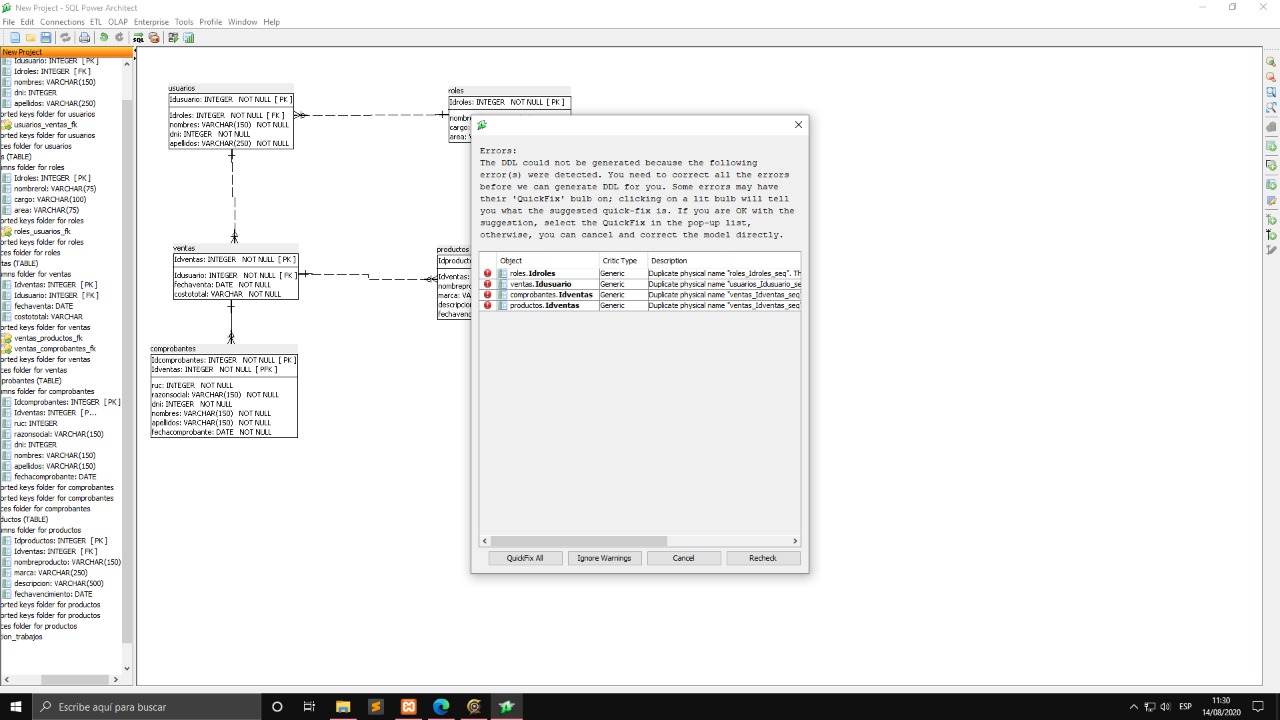 New Project - SQL Power Architect
File Edit Connections ETL OLAP Enterprise Tools Profile Window Help
SQL
New Project
Idusuario: INTEGER [PK]
Idroles: INTEGER [FK]
nombres: VARCHAR(150)
dni: INTEGER
apellidos: VARCHAR(250)
orted keys folder for usuarios
usuarios_ventas_fk
orted keys folder for usuarios
ces folder for usuarios
s (TABLE)
mns folder for roles
Idroles: INTEGER [PK]
nombrerol: VARCHAR(75)
cargo: VARCHAR(100)
area: VARCHAR(75)
orted keys folder for roles
roles_usuarios_fk
orted keys folder for roles
ces folder for roles
tas (TABLE)
mns folder for ventas
Idventas: INTEGER [PK]
Idusuario: INTEGER [FK]
fechaventa: DATE
costototal: VARCHAR
orted keys folder for ventas
ventas_productos_fk
ventas_comprobantes_fk
orted keys folder for ventas
ces folder for ventas
probantes (TABLE)
mns folder for comprobantes
Idcomprobantes: INTEGER [PK]
Idventas: INTEGER [P...
ruc: INTEGER
razonsocial: VARCHAR(150)
dni: INTEGER
nombres: VARCHAR(150)
apellidos: VARCHAR(150)
fechacomprobante: DATE
orted keys folder for comprobantes
orted keys folder for comprobantes
ces folder for comprobantes
ductos (TABLE)
mns folder for productos
Idproductos: INTEGER [PK]
Idventas: INTEGER [FK]
nombreproducto: VARCHAR(150)
marca: VARCHAR(250)
descripcion: VARCHAR(500)
fechavencimiento: DATE
orted keys folder for productos
orted keys folder for productos
ces folder for productos
ion_trabajos
usuarios
Idusuario: INTEGER NOT NULL [ PK ]
Idroles: INTEGER NOT NULL [ FK ]
nombres: VARCHAR(150) NOT NULL
dni: INTEGER NOT NULL
apellidos: VARCHAR(250) NOT NULL
roles
Idroles: INTEGER NOT NULL [ PK ]
nombr
cargo:
area:
ventas
Idventas: INTEGER NOT NULL [ PK ]
Idusuario: INTEGER NOT NULL [ FK ]
fechaventa: DATE NOT NULL
costototal: VARCHAR NOT NULL
productos
Idproducto
Idventas:
nombrepro
marca: VA
descripcion
fechavenc
comprobantes
Idcomprobantes: INTEGER NOT NULL [ PK ]
Idventas: INTEGER NOT NULL [ PFK ]
ruc: INTEGER NOT NULL
razonsocial: VARCHAR(150) NOT NULL
dni: INTEGER NOT NULL
nombres: VARCHAR(150) NOT NULL
apellidos: VARCHAR(150) NOT NULL
fechacomprobante: DATE NOT NULL
Errors:
The DDL could not be generated because the following
error(s) were detected. You need to correct all the errors
before we can generate DDL for you. Some errors may have
their 'QuickFix' bulb on; clicking on a lit bulb will tell
you what the suggested quick-fix is. If you are OK with the
suggestion, select the QuickFix in the pop-up list,
otherwise, you can cancel and correct the model directly.
Object Critic Type Description
roles.Idroles Generic Duplicate physical name "roles_Idroles_seq". Th
ventas.Idusuario Generic Duplicate physical name "usuarios_Idusuario_se
comprobantes.Idventas Generic Duplicate physical name "ventas_Idventas_seq
productos.Idventas Generic Duplicate physical name "ventas_Idventas_seq
QuickFix All Ignore Warnings Cancel Recheck
Escribe aquí para buscar
ESP
11:30
14/08/2020